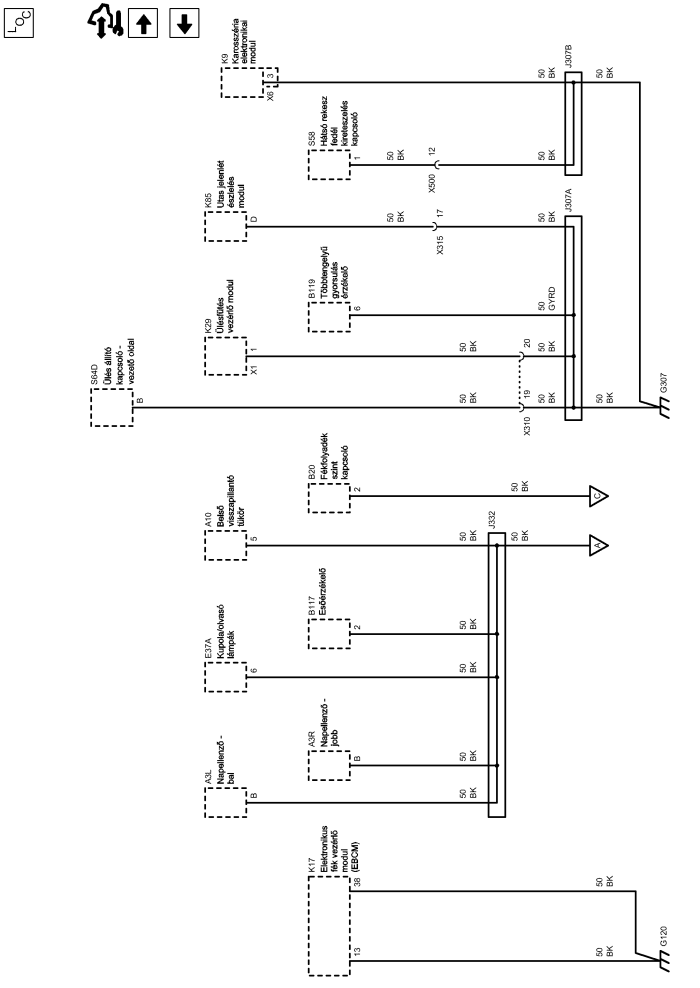 LOC
K17
Elektronikus
fék vezérlő
modul
(EBCM)
13
38
50
BK
50
BK
G120
A3L
Napellenző -
bal
B
50
BK
A3R
Napellenző -
jobb
B
50
BK
E37A
Kupola/olvasó
lámpák
6
50
BK
B117
Esőérzékelő
2
50
BK
A10
Belső
visszapillantó
tükör
5
50
BK
J332
50
BK
A
B20
Fékfolyadék
szint
kapcsoló
2
50
BK
C
S64D
Ülés állító
kapcsoló -
vezető oldal
B
50
BK
X310
19
50
BK
K29
Ülésfűtés
vezérlő modul
X1
1
50
BK
20
50
BK
B119
Többtengelyű
gyorsulás
érzékelő
6
50
GYRD
K85
Utas jelenlét
észlelés
modul
D
50
BK
X315
17
50
BK
J307A
50
BK
S58
Hátsó rekesz
fedél
kireteszelés
kapcsoló
1
50
BK
X500
12
50
BK
K9
Karosszéria
elektronikai
modul
X6
3
50
BK
J307B
50
BK
G307